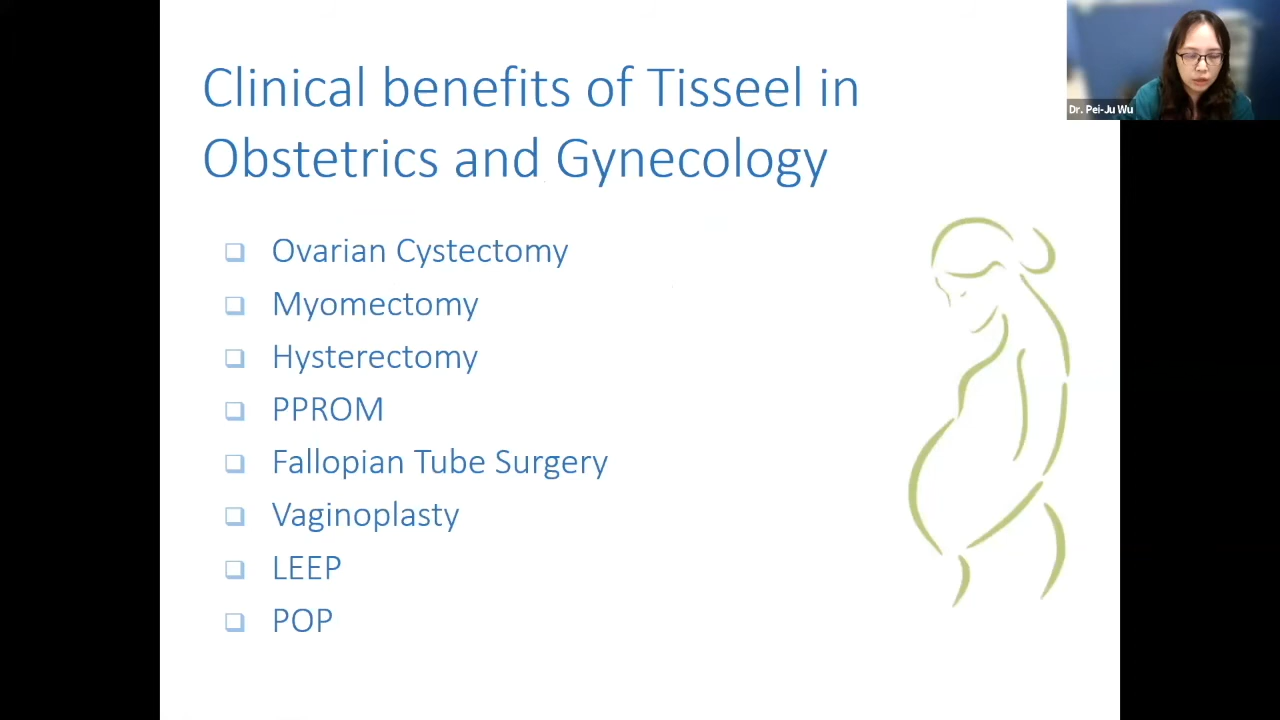 Clinical benefits of Tisseel in
Obstetrics and Gynecology
Ovarian Cystectomy
Myomectomy
Hysterectomy
PPROM
Fallopian Tube Surgery
Vaginoplasty
LEEP
POP
Dr. Pei-Ju Wu